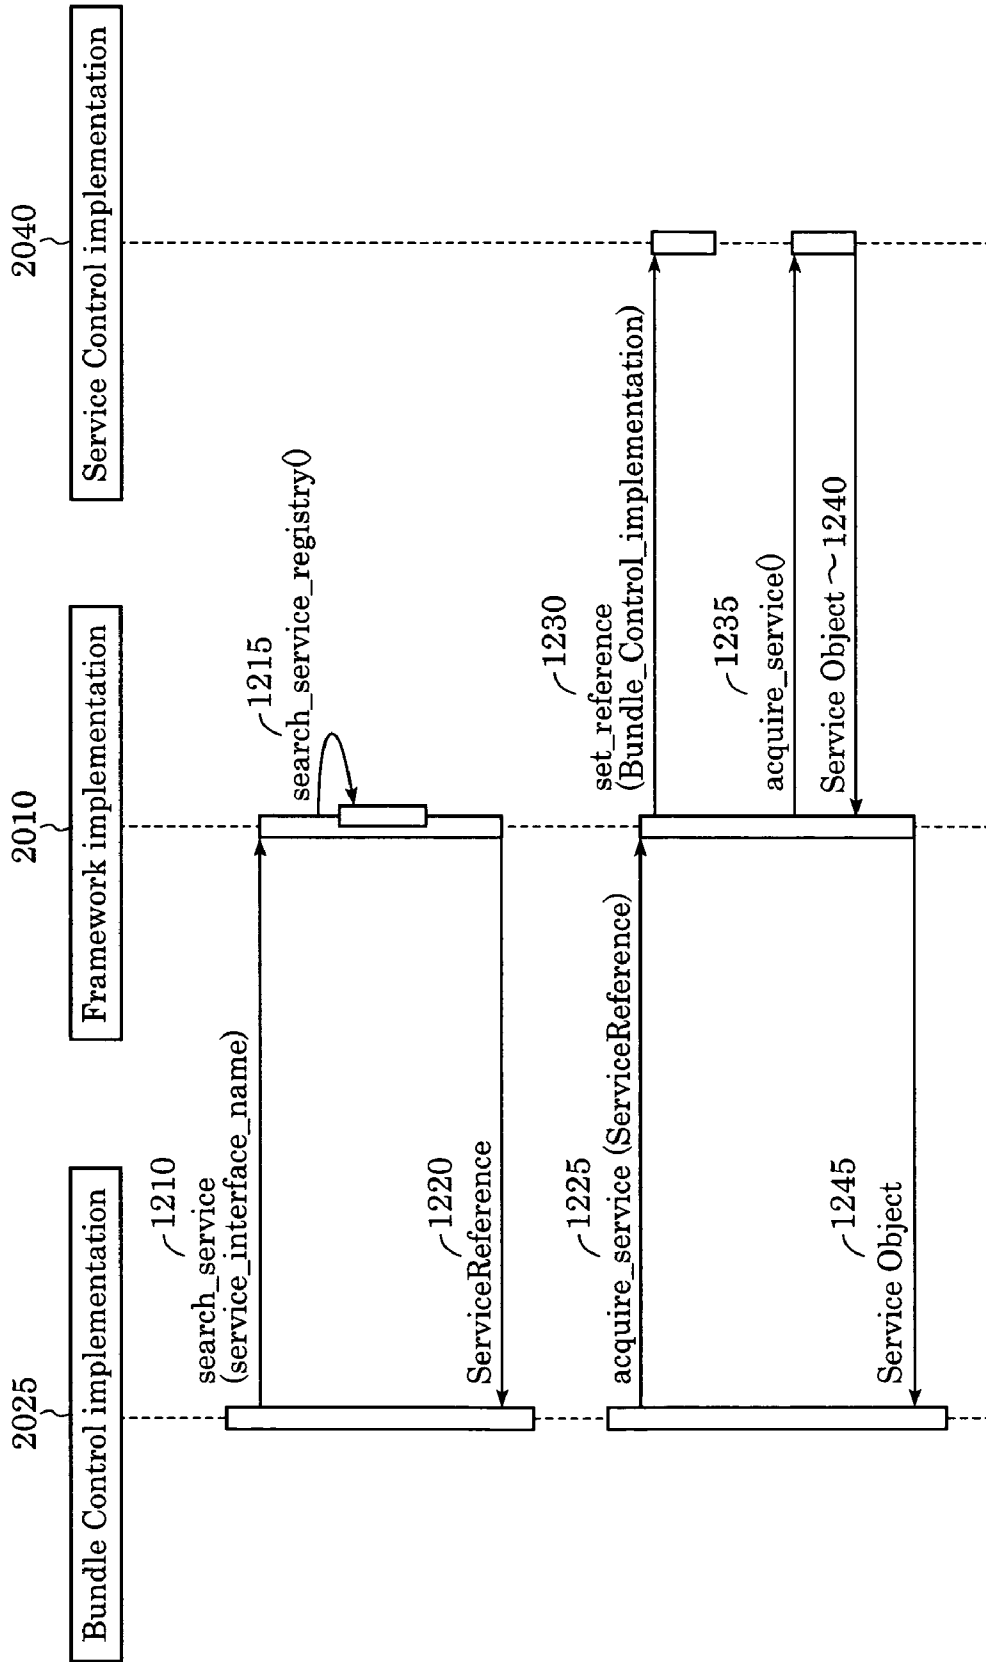 2025
2010
2040
Bundle Control implementation
Framework implementation
Service Control implementation
1210
search_service
(service_interface_name)
1215
search_service_registry()
1220
ServiceReference
1225
acquire_service (ServiceReference)
1230
set_reference
(Bundle_Control_implementation)
1235
acquire_service()
Service Object ~ 1240
1245
Service Object